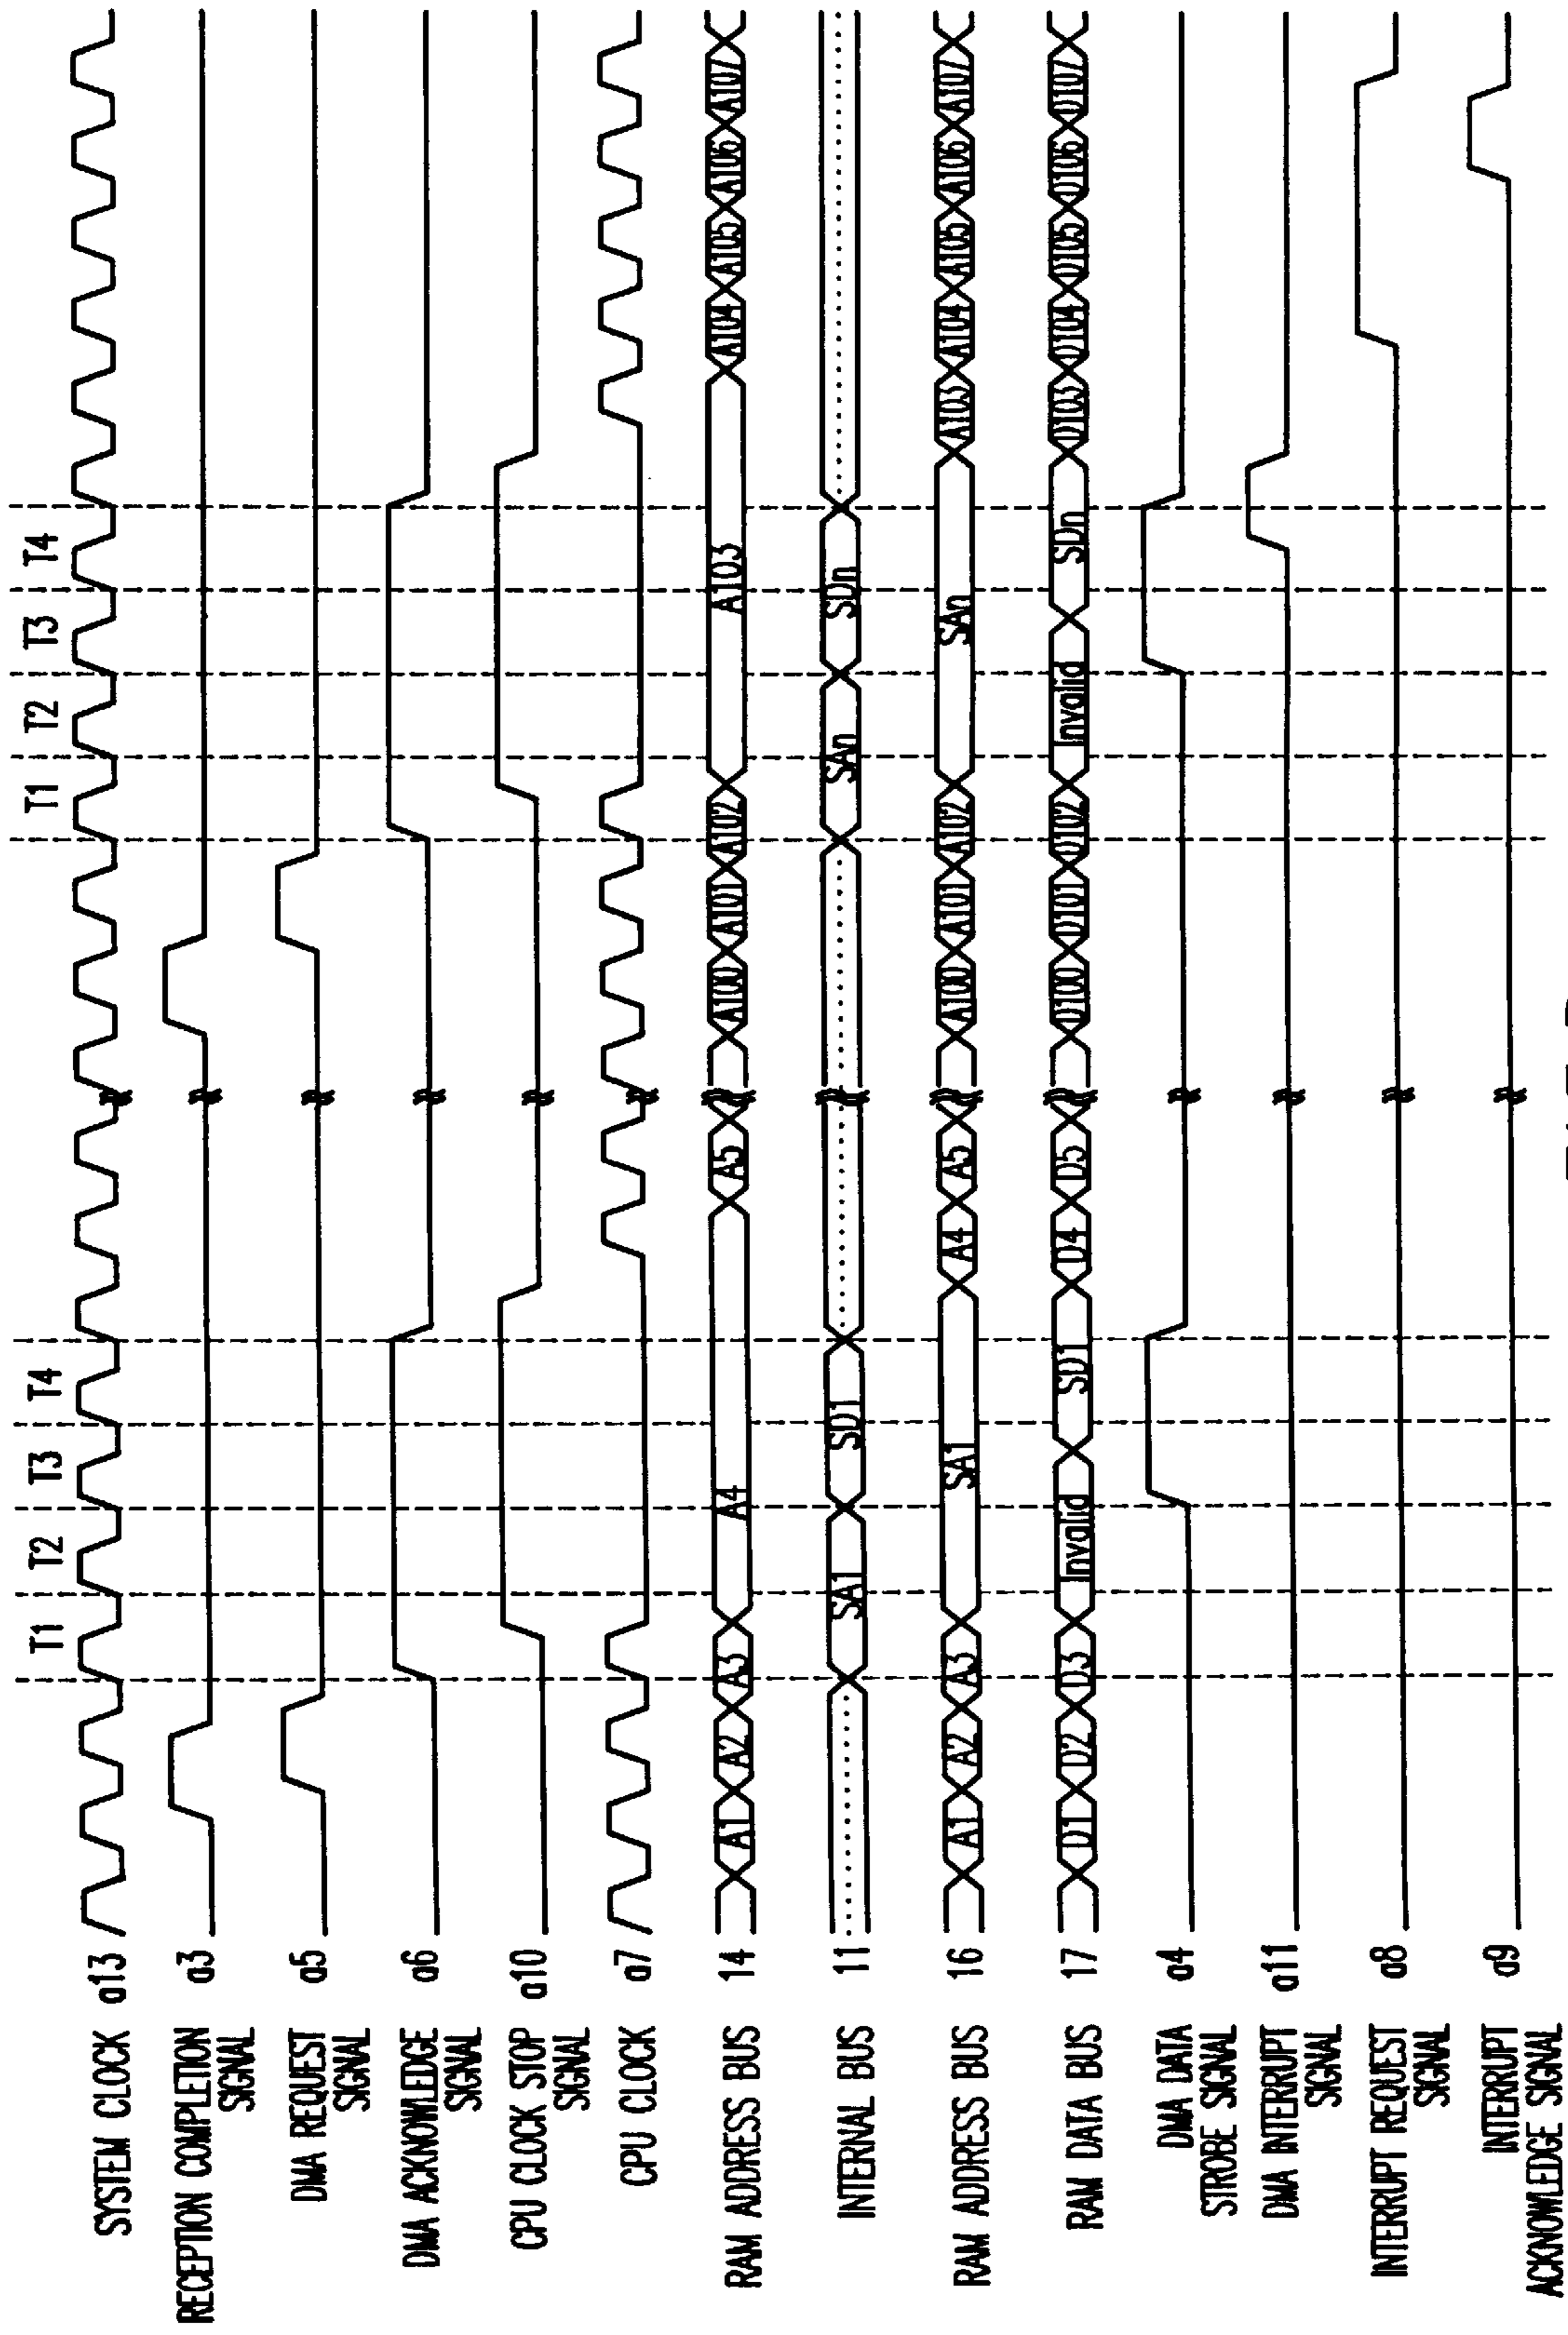 T1 T2 T3 T4 T1 T2 T3 T4
SYSTEM CLOCK a13
RECEPTION COMPLETION SIGNAL a3
DMA REQUEST SIGNAL a5
DMA ACKNOWLEDGE SIGNAL a6
CPU CLOCK STOP SIGNAL a10
CPU CLOCK a7
RAM ADDRESS BUS 14 A1 A2 A3 A4 A5 A100 A101 A102 A103 A104 A105 A106 A107
INTERNAL BUS 11 SA1 SD1 SAn SDn
RAM ADDRESS BUS 16 A1 A2 A3 SA1 A4 A5 A100 A101 A102 SAn A103 A104 A105 A106 A107
RAM DATA BUS 17 D1 D2 D3 Invalid SD1 D4 D5 D100 D101 D102 Invalid SDn D103 D104 D105 D106 D107
DMA DATA STROBE SIGNAL a4
DMA INTERRUPT SIGNAL a11
INTERRUPT REQUEST SIGNAL a8
INTERRUPT ACKNOWLEDGE SIGNAL a9